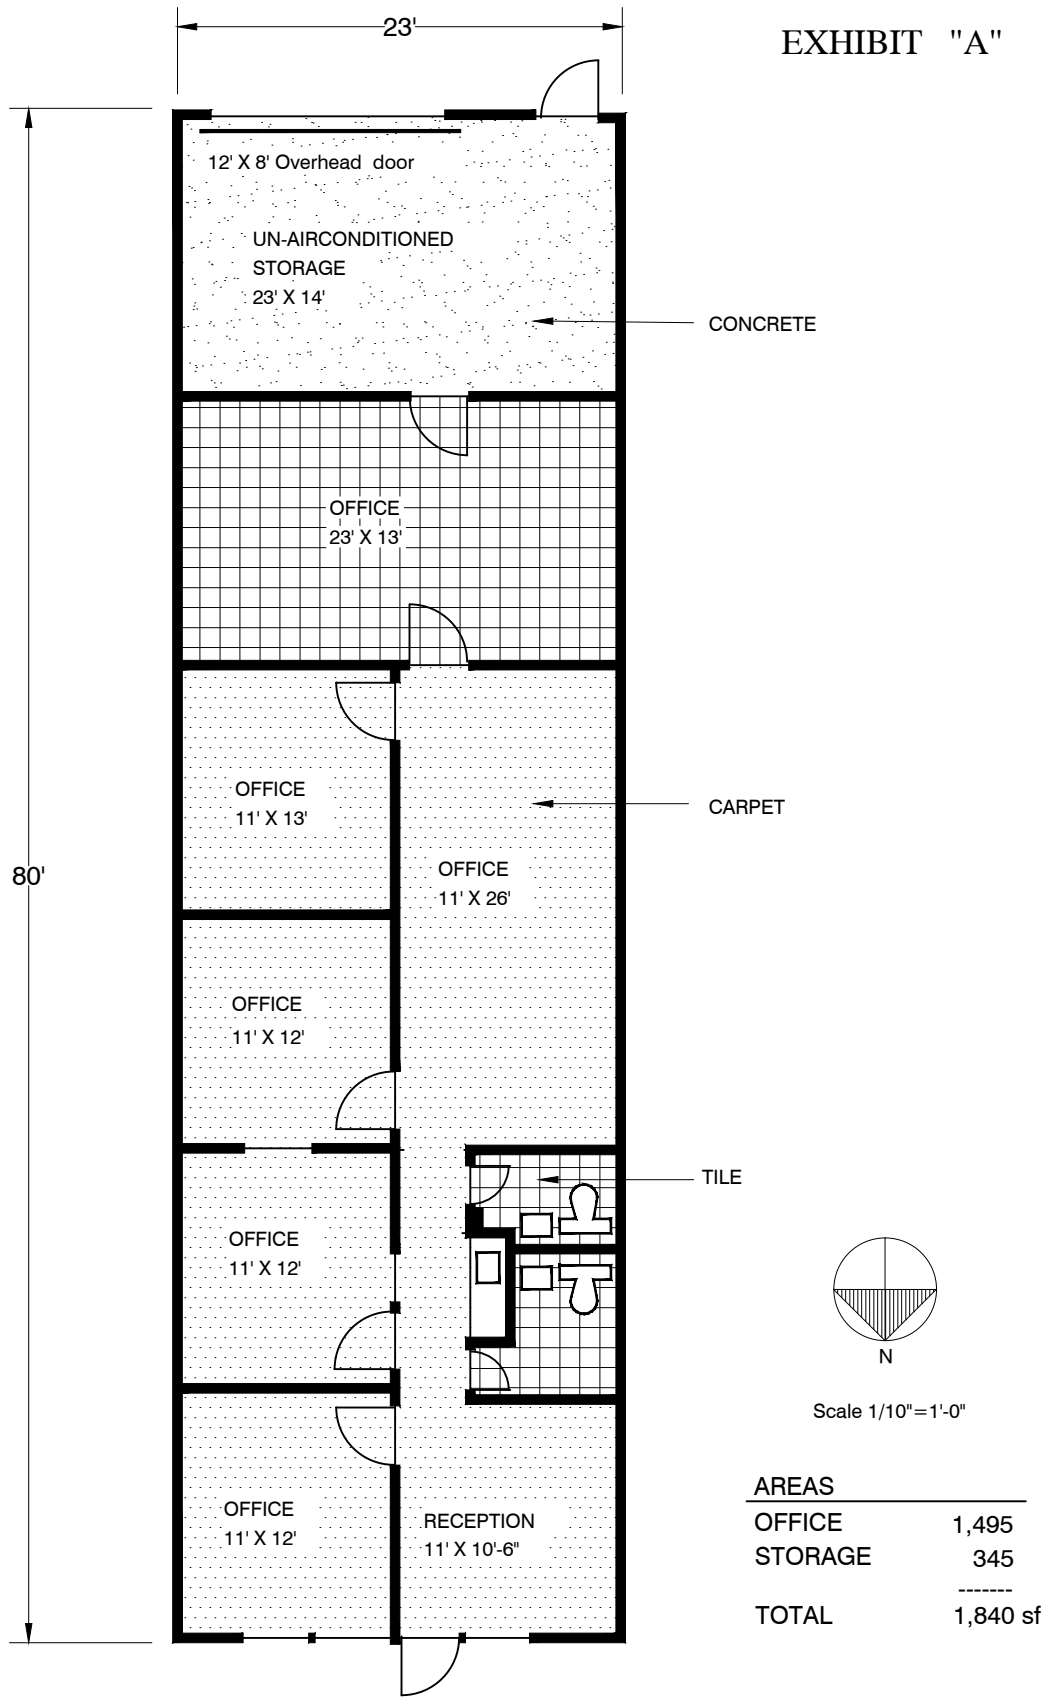 23'
EXHIBIT "A"
12' X 8' Overhead door
UN-AIRCONDITIONED
STORAGE
23' X 14'
CONCRETE
OFFICE
23' X 13'
OFFICE
11' X 13'
CARPET
80'
OFFICE
11' X 26'
OFFICE
11' X 12'
TILE
OFFICE
11' X 12'
N
Scale 1/10"=1'-0"
AREAS
OFFICE 1,495
STORAGE 345
-------
TOTAL 1,840 sf
OFFICE
11' X 12'
RECEPTION
11' X 10'-6"